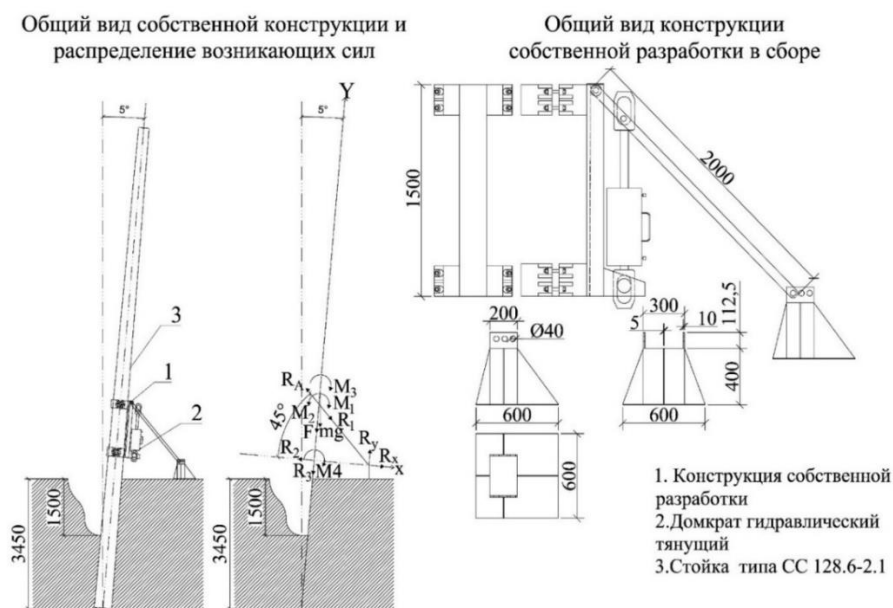 Общий вид собственной конструкции и
распределение возникающих сил
Общий вид конструкции
собственной разработки в сборе
5°
3
1
2
1500
3450
Y
5°
R_A
M_3
M_2
M_1
45°
F
mg
R_1
R_2
R_y
R_x
x
R_3
M4
1500
3450
1500
2000
200
Ø40
600
600
300
5
10
112,5
400
600
1. Конструкция собственной
разработки
2.Домкрат гидравлический
тянущий
3.Стойка типа СС 128.6-2.1